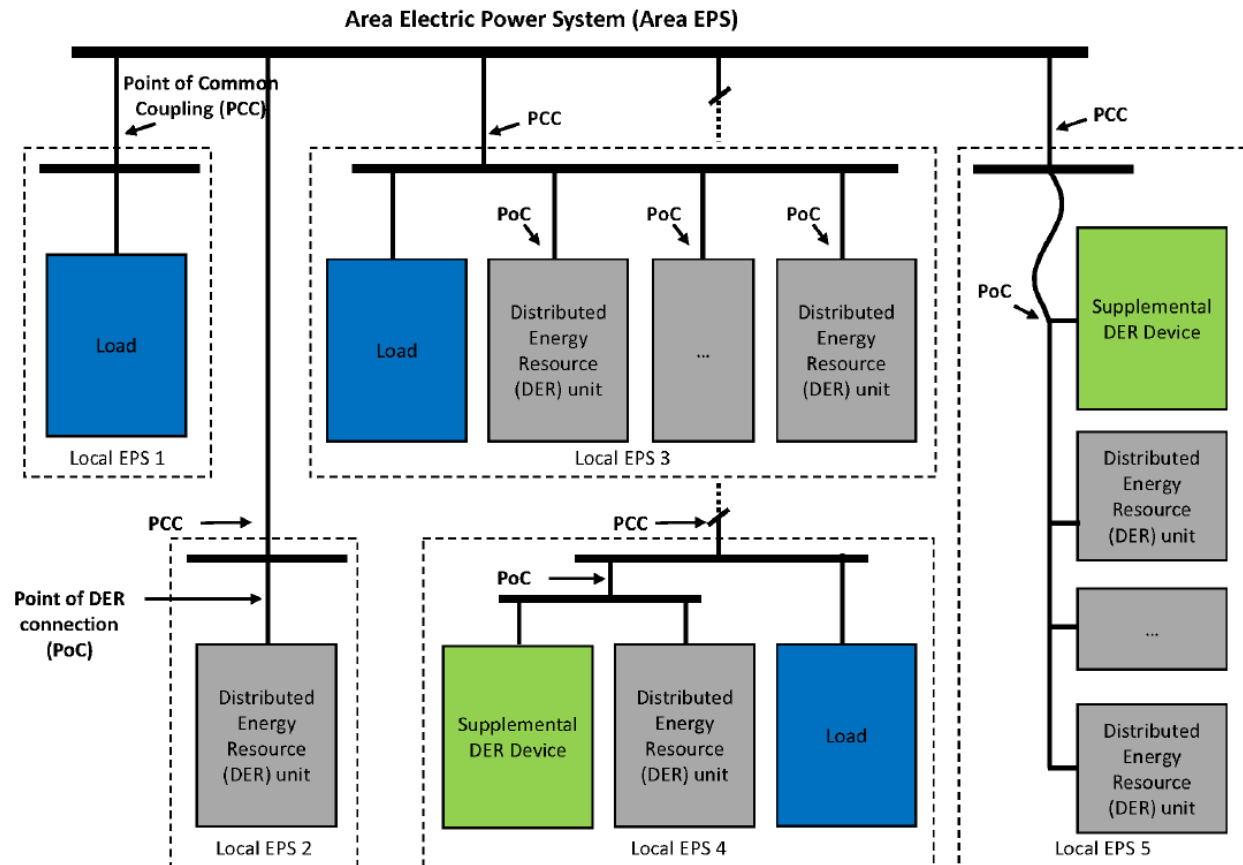 Area Electric Power System (Area EPS)
Point of Common
Coupling (PCC)
PCC
PCC
PoC
PoC
PoC
Load
Local EPS 1
Load
Distributed
Energy
Resource
(DER) unit
...
Distributed
Energy
Resource
(DER) unit
Local EPS 3
PoC
Supplemental
DER Device
Distributed
Energy
Resource
(DER) unit
...
Distributed
Energy
Resource
(DER) unit
Local EPS 5
PCC
Point of DER
connection
(PoC)
Distributed
Energy
Resource
(DER) unit
Local EPS 2
PCC
PoC
Supplemental
DER Device
Distributed
Energy
Resource
(DER) unit
Load
Local EPS 4